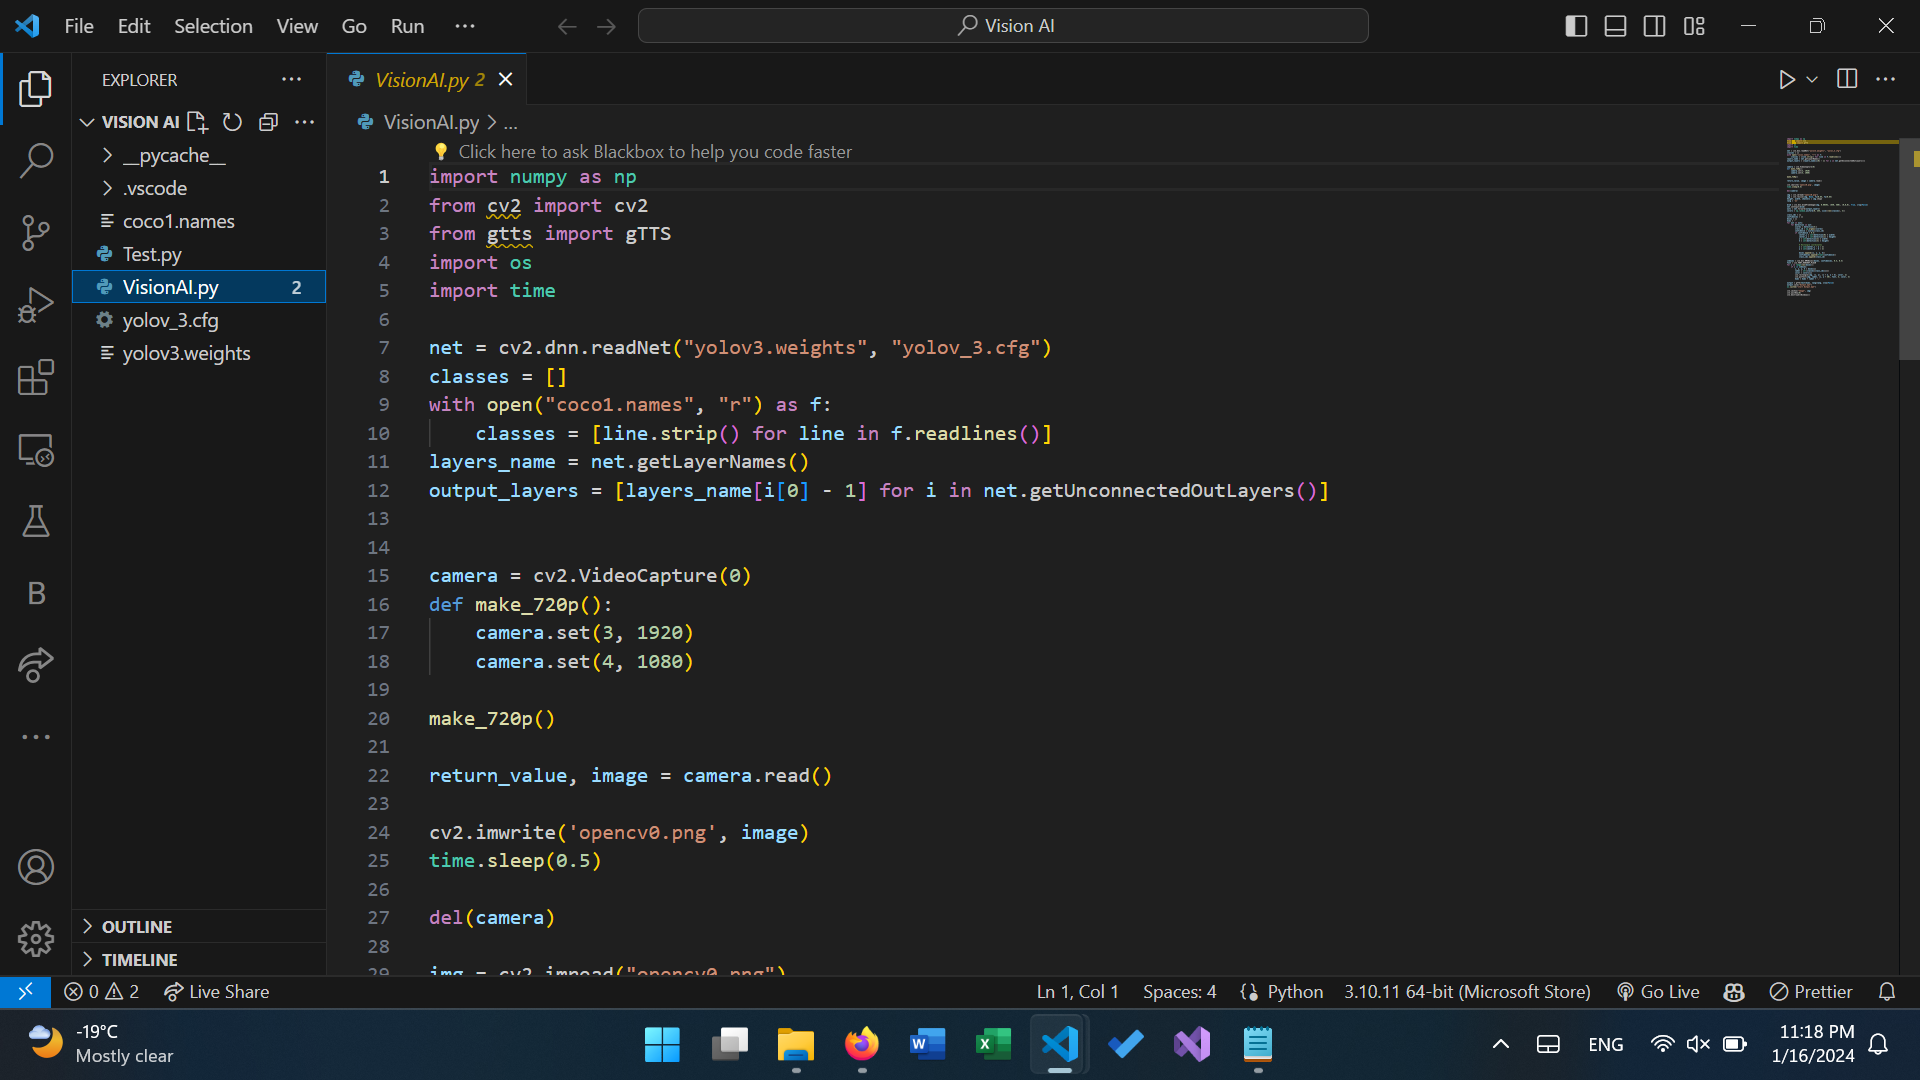 File Edit Selection View Go Run ...
Vision AI
EXPLORER
VisionAI.py 2
VISION AI
VisionAI.py > ...
__pycache__
.vscode
coco1.names
Test.py
VisionAI.py 2
yolov_3.cfg
yolov3.weights
OUTLINE
TIMELINE
Click here to ask Blackbox to help you code faster
1 import numpy as np
2 from cv2 import cv2
3 from gtts import gTTS
4 import os
5 import time
6
7 net = cv2.dnn.readNet("yolov3.weights", "yolov_3.cfg")
8 classes = []
9 with open("coco1.names", "r") as f:
10     classes = [line.strip() for line in f.readlines()]
11 layers_name = net.getLayerNames()
12 output_layers = [layers_name[i[0] - 1] for i in net.getUnconnectedOutLayers()]
13
14
15 camera = cv2.VideoCapture(0)
16 def make_720p():
17     camera.set(3, 1920)
18     camera.set(4, 1080)
19
20 make_720p()
21
22 return_value, image = camera.read()
23
24 cv2.imwrite('opencv0.png', image)
25 time.sleep(0.5)
26
27 del(camera)
28
29 img = cv2.imread("opencv0.png")
0 2 Live Share
Ln 1, Col 1 Spaces: 4 {} Python 3.10.11 64-bit (Microsoft Store) Go Live Prettier
-19°C
Mostly clear
ENG
11:18 PM
1/16/2024